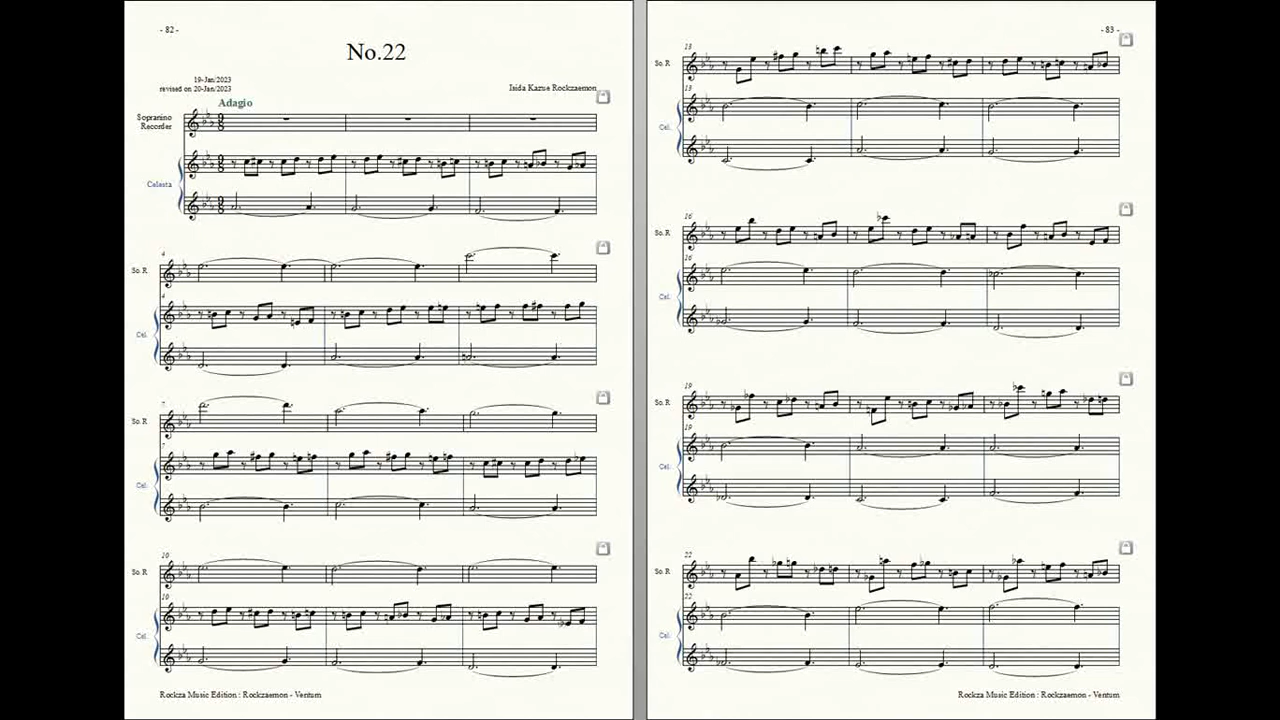 - 82 -
No.22
19-Jan/2023
revised on 20-Jan/2023
Isida Kazue Rockzaemon
Adagio
Sopranino
Recorder
Celesta
4
So.R
4
Cel.
7
So.R
7
Cel.
10
So.R
10
Cel.
Rockza Music Edition : Rockzaemon - Ventum
- 83 -
13
So.R
13
Cel.
16
So.R
16
Cel.
19
So.R
19
Cel.
22
So.R
22
Cel.
Rockza Music Edition : Rockzaemon - Ventum